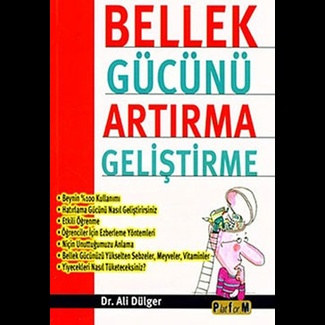 BELLEK
GÜCÜNÜ
ARTIRMA
GELİŞTİRME
• Beynin %100 Kullanımı
• Hatırlama Gücünü Nasıl Geliştirirsiniz
• Etkili Öğrenme
• Öğrenciler İçin Ezberleme Yöntemleri
• Niçin Unuttuğumuzu Anlama
• Bellek Gücünüzü Yükselten Sebzeler, Meyveler, Vitaminler
• Yiyecekleri Nasıl Tüketeceksiniz?
Dr. Ali Dülger